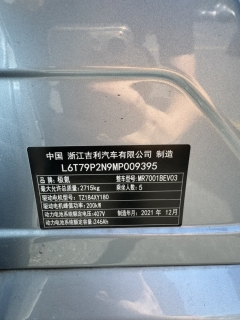 中国 浙江吉利汽车有限公司 制造
L6T79P2N9MP009395
品牌：极氪 整车型号：MR7001BEV03
最大允许总质量：2715kg 乘坐人数：5
驱动电机型号：TZ184XY180
驱动电机峰值功率：200kW 制造年月：2021 年 12月
动力电池系统额定电压：407V
动力电池系统额定容量：246Ah